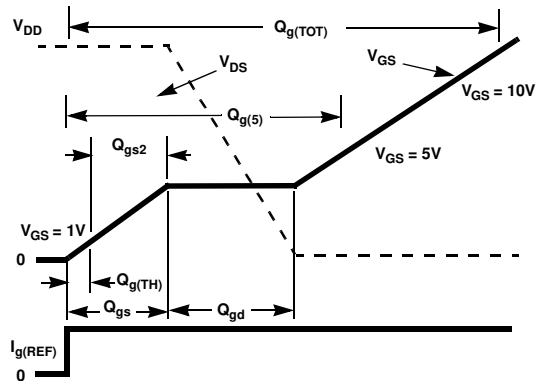 V_DD
Q_g(TOT)
V_DS
V_GS
V_GS = 10V
Q_g(5)
Q_gs2
V_GS = 5V
V_GS = 1V
0
Q_g(TH)
Q_gs
Q_gd
I_g(REF)
0